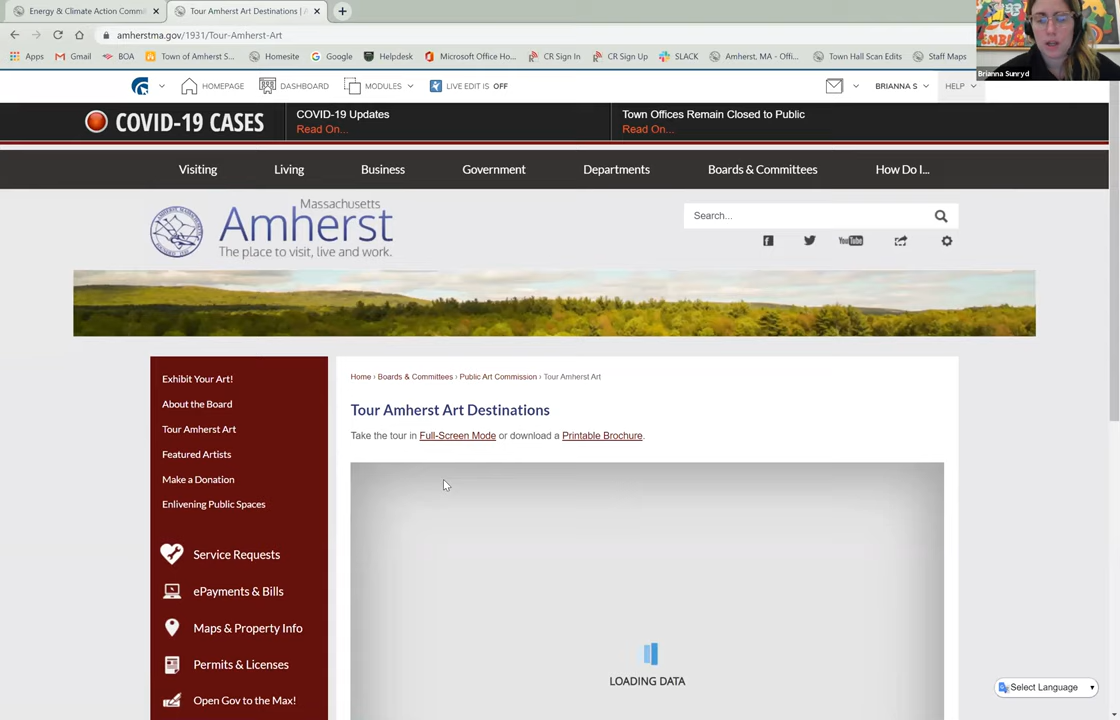 Energy & Climate Action Commi
Tour Amherst Art Destinations |
amherstma.gov/1931/Tour-Amherst-Art
Apps Gmail BOA Town of Amherst S... Homesite Google Helpdesk Microsoft Office Ho... CR Sign In CR Sign Up SLACK Amherst, MA - Offi... Town Hall Scan Edits Staff Maps
Brianna Sunryd
HOMEPAGE DASHBOARD MODULES LIVE EDIT IS OFF BRIANNA S HELP
COVID-19 CASES
COVID-19 Updates
Read On...
Town Offices Remain Closed to Public
Read On...
Visiting Living Business Government Departments Boards & Committees How Do I...
Massachusetts
Amherst
The place to visit, live and work.
Search...
You Tube
Exhibit Your Art!
About the Board
Tour Amherst Art
Featured Artists
Make a Donation
Enlivening Public Spaces
Service Requests
ePayments & Bills
Maps & Property Info
Permits & Licenses
Open Gov to the Max!
Home › Boards & Committees › Public Art Commission › Tour Amherst Art
Tour Amherst Art Destinations
Take the tour in Full-Screen Mode or download a Printable Brochure.
LOADING DATA
Select Language